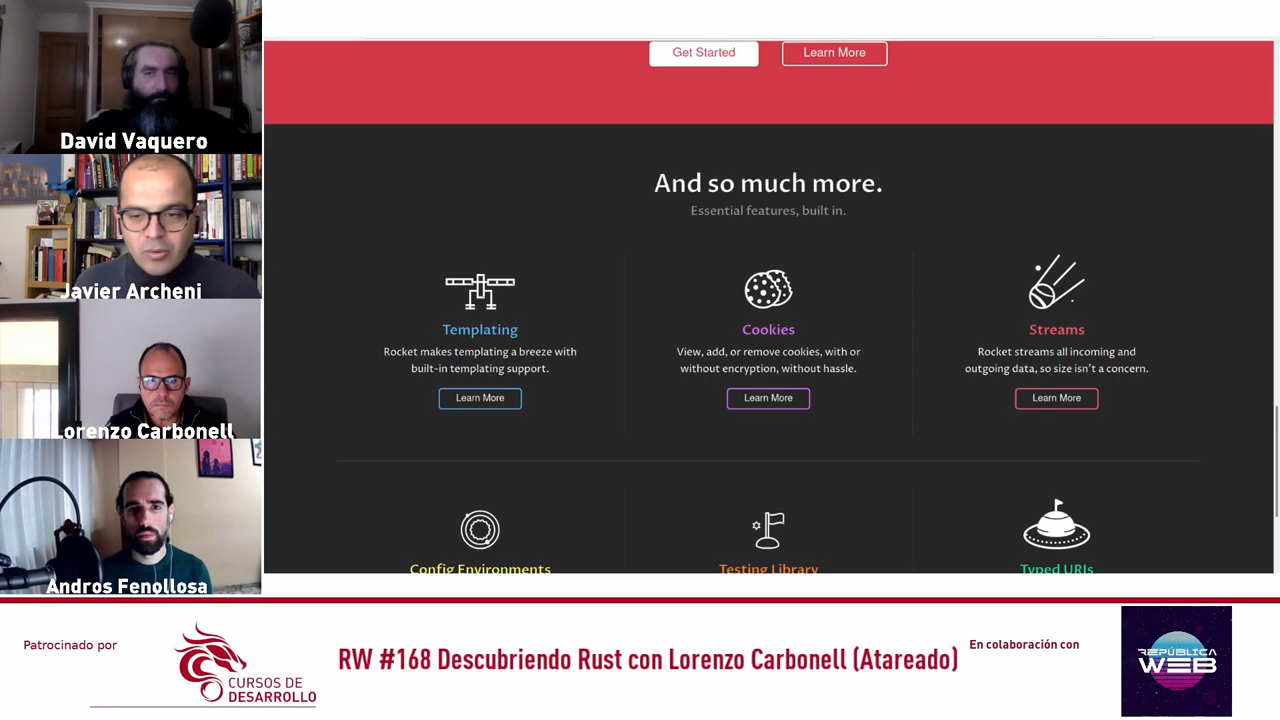 David Vaquero
Javier Archeni
Lorenzo Carbonell
Andros Fenollosa
Get Started
Learn More
And so much more.
Essential features, built in.
Templating
Rocket makes templating a breeze with
built-in templating support.
Learn More
Cookies
View, add, or remove cookies, with or
without encryption, without hassle.
Learn More
Streams
Rocket streams all incoming and
outgoing data, so size isn't a concern.
Learn More
Config Environments
Testing Library
Typed URIs
Patrocinado por
CURSOS DE
DESARROLLO
RW #168 Descubriendo Rust con Lorenzo Carbonell (Atareado)
En colaboración con
REPÚBLICA
WEB